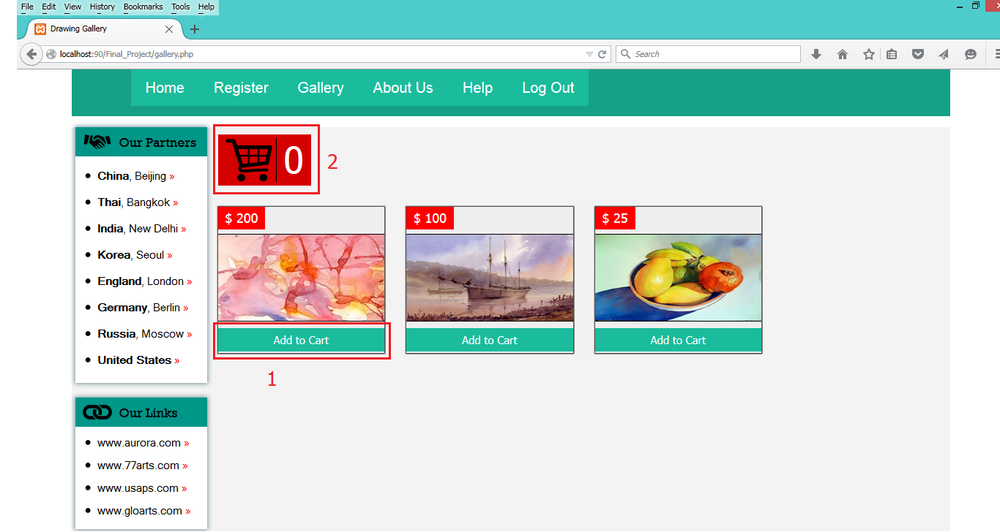 File Edit View History Bookmarks Tools Help
Drawing Gallery
localhost:90/Final_Project/gallery.php
Search
Home Register Gallery About Us Help Log Out
Our Partners
China, Beijing »
Thai, Bangkok »
India, New Delhi »
Korea, Seoul »
England, London »
Germany, Berlin »
Russia, Moscow »
United States »
Our Links
www.aurora.com »
www.77arts.com »
www.usaps.com »
www.gloarts.com »
0
2
$ 200
$ 100
$ 25
Add to Cart
Add to Cart
Add to Cart
1